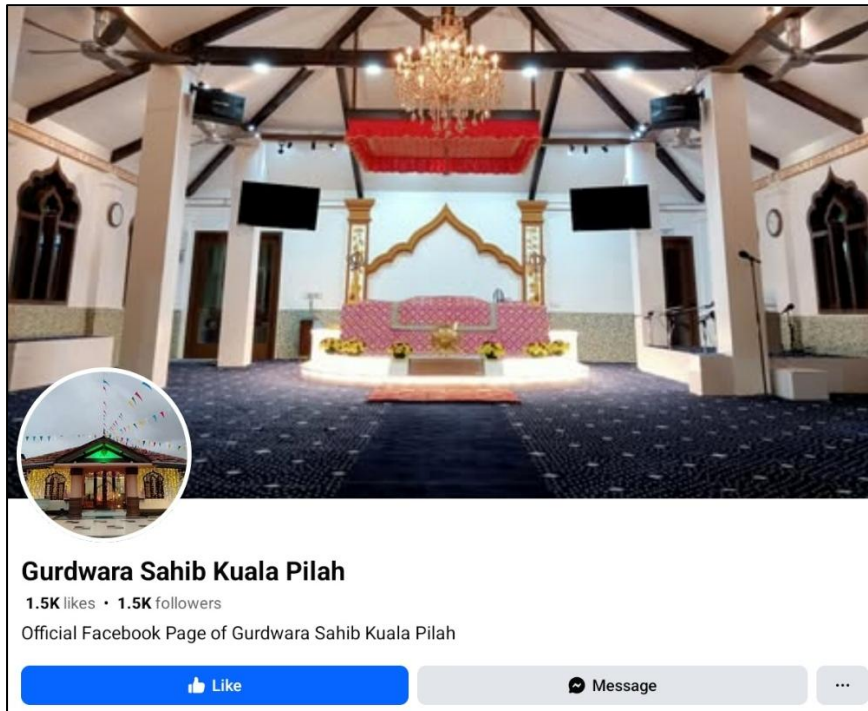 Gurdwara Sahib Kuala Pilah
1.5K likes • 1.5K followers
Official Facebook Page of Gurdwara Sahib Kuala Pilah
Like
Message